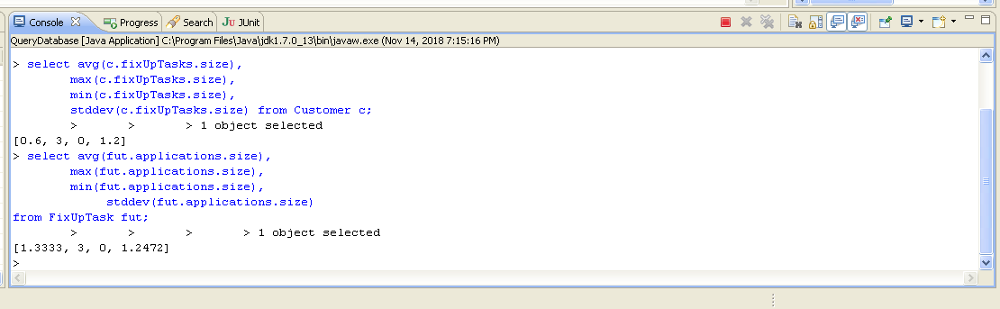 Console Progress Search JUnit
QueryDatabase [Java Application] C:\Program Files\Java\jdk1.7.0_13\bin\javaw.exe (Nov 14, 2018 7:15:16 PM)
> select avg(c.fixUpTasks.size),
max(c.fixUpTasks.size),
min(c.fixUpTasks.size),
stddev(c.fixUpTasks.size) from Customer c;
> > > 1 object selected
[0.6, 3, 0, 1.2]
> select avg(fut.applications.size),
max(fut.applications.size),
min(fut.applications.size),
stddev(fut.applications.size)
from FixUpTask fut;
> > > > 1 object selected
[1.3333, 3, 0, 1.2472]
>